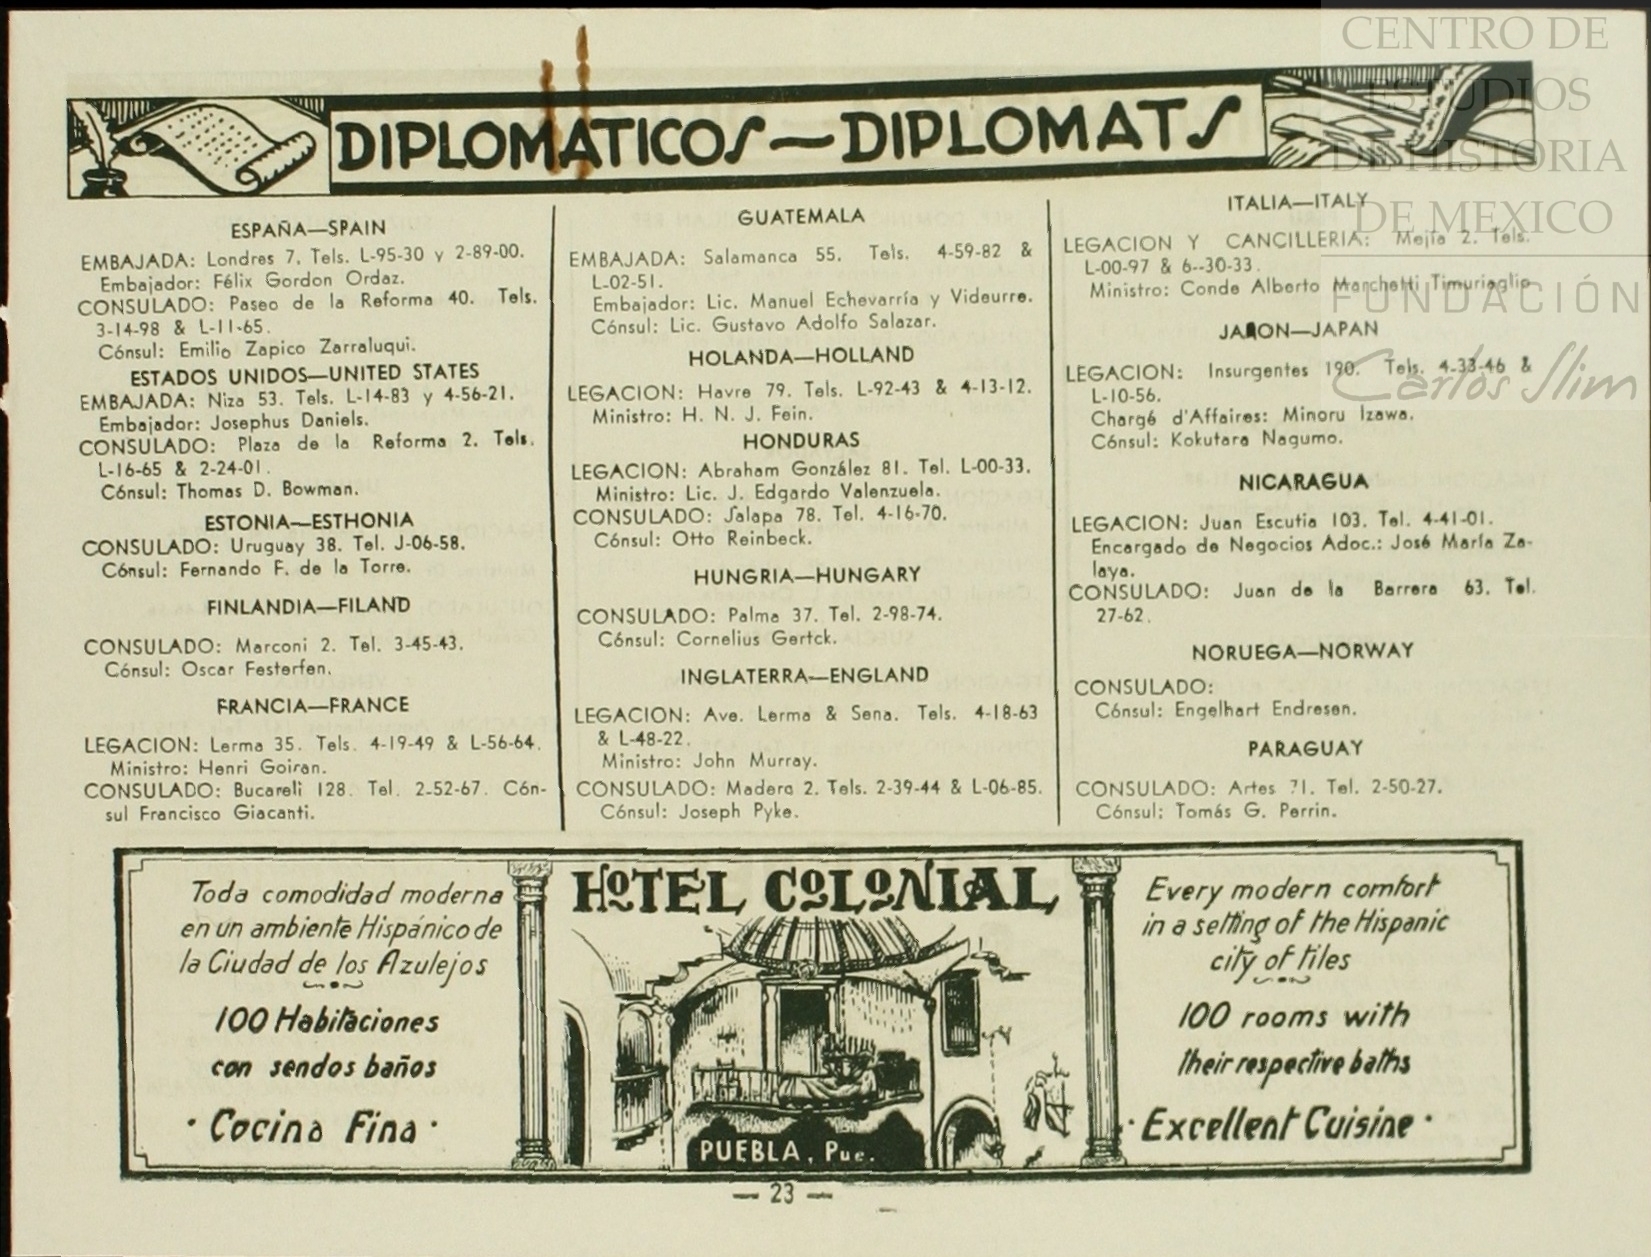 DIPLOMATICOS — DIPLOMATS
ESPAÑA—SPAIN
EMBAJADA: Londres 7. Tels. L-95-30 y 2-89-00.
Embajador: Félix Gordon Ordaz.
CONSULADO: Paseo de la Reforma 40. Tels.
3-14-98 & L-11-65.
Cónsul: Emilio Zapico Zarraluqui.
ESTADOS UNIDOS—UNITED STATES
EMBAJADA: Niza 53. Tels. L-14-83 y 4-56-21.
Embajador: Josephus Daniels.
CONSULADO: Plaza de la Reforma 2. Tels.
L-16-65 & 2-24-01.
Cónsul: Thomas D. Bowman.
ESTONIA—ESTHONIA
CONSULADO: Uruguay 38. Tel. J-06-58.
Cónsul: Fernando F. de la Torre.
FINLANDIA—FILAND
CONSULADO: Marconi 2. Tel. 3-45-43.
Cónsul: Oscar Festerfen.
FRANCIA—FRANCE
LEGACION: Lerma 35. Tels. 4-19-49 & L-56-64.
Ministro: Henri Goiran.
CONSULADO: Bucareli 128. Tel. 2-52-67. Cón-
sul Francisco Giacanti.
GUATEMALA
EMBAJADA: Salamanca 55. Tels. 4-59-82 &
L-02-51.
Embajador: Lic. Manuel Echevarría y Videurre.
Cónsul: Lic. Gustavo Adolfo Salazar.
HOLANDA—HOLLAND
LEGACION: Havre 79. Tels. L-92-43 & 4-13-12.
Ministro: H. N. J. Fein.
HONDURAS
LEGACION: Abraham González 81. Tel. L-00-33.
Ministro: Lic. J. Edgardo Valenzuela.
CONSULADO: Jalapa 78. Tel. 4-16-70.
Cónsul: Otto Reinbeck.
HUNGRIA—HUNGARY
CONSULADO: Palma 37. Tel. 2-98-74.
Cónsul: Cornelius Gertck.
INGLATERRA—ENGLAND
LEGACION: Ave. Lerma & Sena. Tels. 4-18-63
& L-48-22.
Ministro: John Murray.
CONSULADO: Madero 2. Tels. 2-39-44 & L-06-85.
Cónsul: Joseph Pyke.
ITALIA—ITALY
LEGACION Y CANCILLERIA: Mejía 2. Tels.
L-00-97 & 6--30-33.
Ministro: Conde Alberto Marchetti
JAPON—JAPAN
LEGACION: Insurgentes 190. Tels. 4-33-46 &
L-10-56.
Chargé d'Affaires: Minoru Izawa.
Cónsul: Kokutara Nagumo.
NICARAGUA
LEGACION: Juan Escutia 103. Tel. 4-41-01.
Encargado de Negocios Adoc.: José María Za-
laya.
CONSULADO: Juan de la Barrera 63. Tel.
27-62.
NORUEGA—NORWAY
CONSULADO:
Cónsul: Engelhart Endresen.
PARAGUAY
CONSULADO: Artes 71. Tel. 2-50-27.
Cónsul: Tomás G. Perrin.
Toda comodidad moderna
en un ambiente Hispánico de
la Ciudad de los Azulejos
100 Habitaciones
con sendos baños
· Cocina Fina ·
HOTEL COLONIAL
PUEBLA, Pue.
Every modern comfort
in a setting of the Hispanic
city of tiles
100 rooms with
their respective baths
· Excellent Cuisine ·
— 23 —
CENTRO DE
ESTUDIOS
DE HISTORIA
DE MEXICO
FUNDACIÓN
Carlos Slim